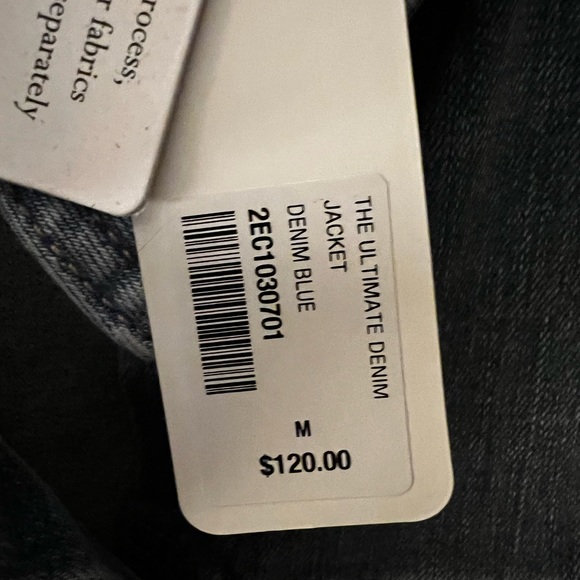 rocess,
r fabrics
eparately
THE ULTIMATE DENIM
JACKET
DENIM BLUE
2EC1030701
M
$120.00